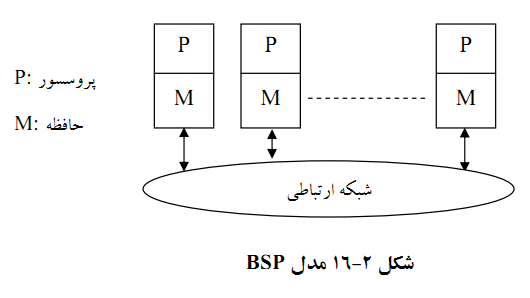 P P P
P: پروسسور
M M M
M: حافظه
شبکه ارتباطی
شکل ۲-۱۶ مدل BSP